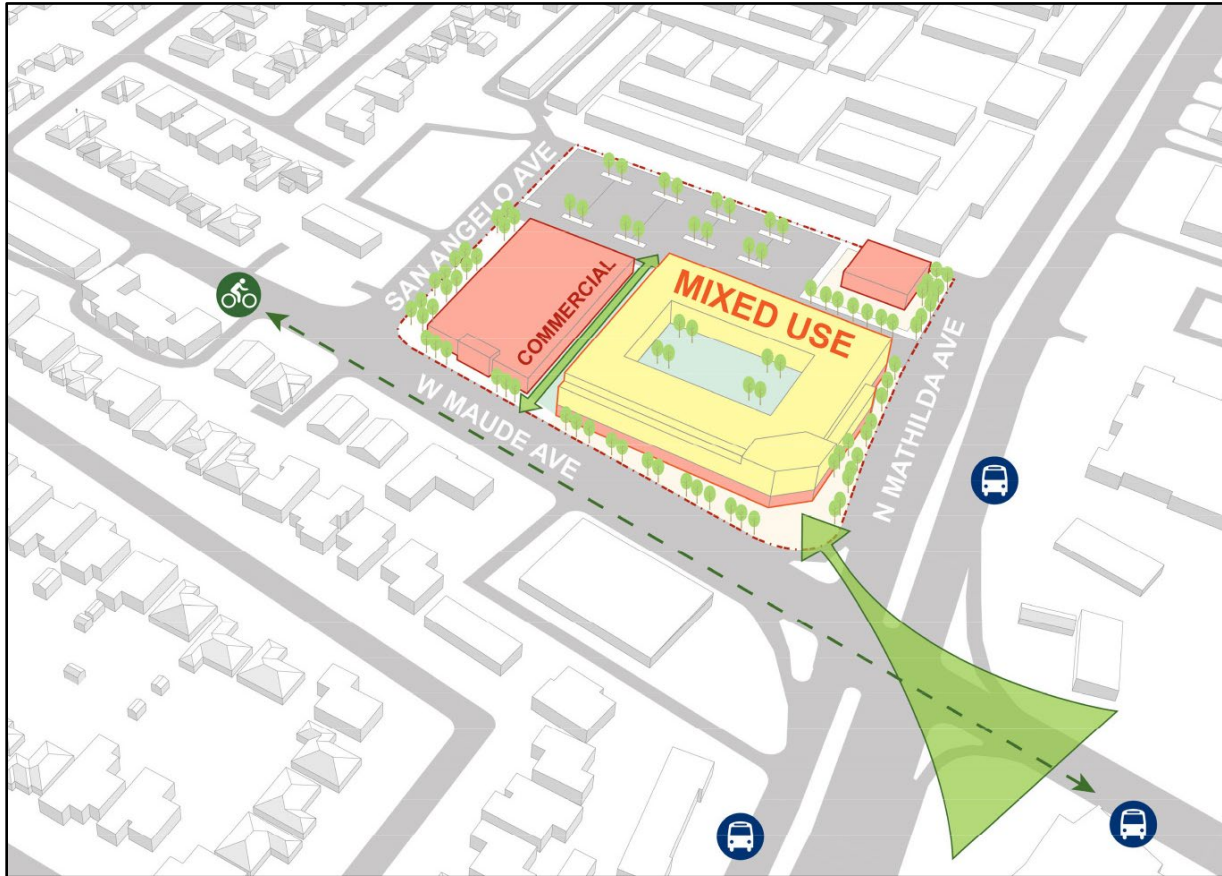 SAN ANGELO AVE
COMMERCIAL
MIXED USE
W MAUDE AVE
N MATHILDA AVE